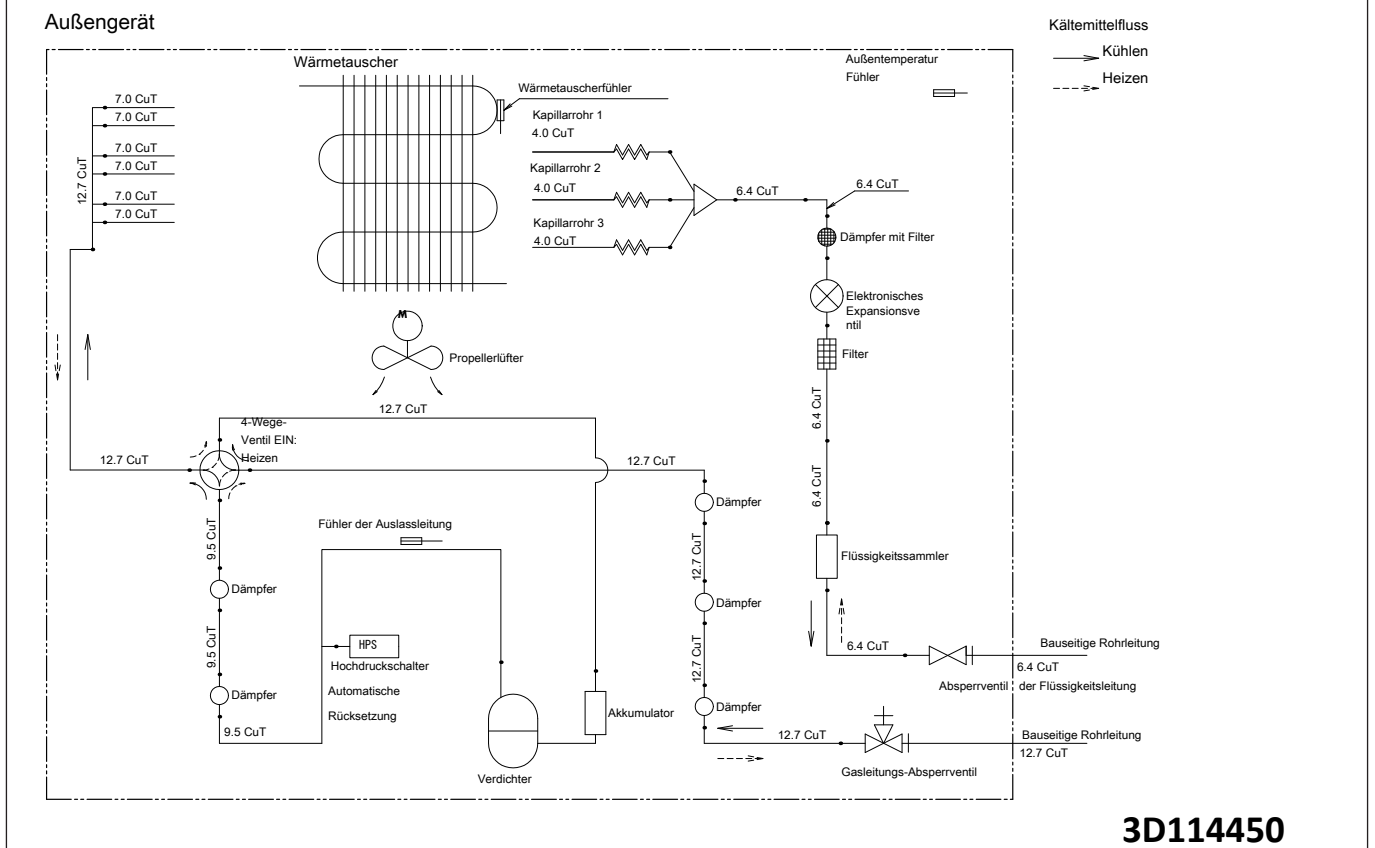 Außengerät
Kältemittelfluss
Kühlen
Heizen
Wärmetauscher
Außentemperatur
Fühler
Wärmetauscherfühler
7.0 CuT
7.0 CuT
7.0 CuT
7.0 CuT
7.0 CuT
7.0 CuT
12.7 CuT
Kapillarrohr 1
4.0 CuT
Kapillarrohr 2
4.0 CuT
Kapillarrohr 3
4.0 CuT
6.4 CuT
6.4 CuT
Dämpfer mit Filter
Elektronisches
Expansionsve
ntil
Filter
M
Propellerlüfter
12.7 CuT
4-Wege-
Ventil EIN:
Heizen
12.7 CuT
12.7 CuT
6.4 CuT
6.4 CuT
Dämpfer
Fühler der Auslassleitung
9.5 CuT
12.7 CuT
Flüssigkeitssammler
Dämpfer
Dämpfer
9.5 CuT
HPS
Hochdruckschalter
Automatische
Rücksetzung
12.7 CuT
6.4 CuT
Bauseitige Rohrleitung
6.4 CuT
Absperrventil der Flüssigkeitsleitung
Dämpfer
Dämpfer
Akkumulator
9.5 CuT
12.7 CuT
Bauseitige Rohrleitung
12.7 CuT
Verdichter
Gasleitungs-Absperrventil
3D114450